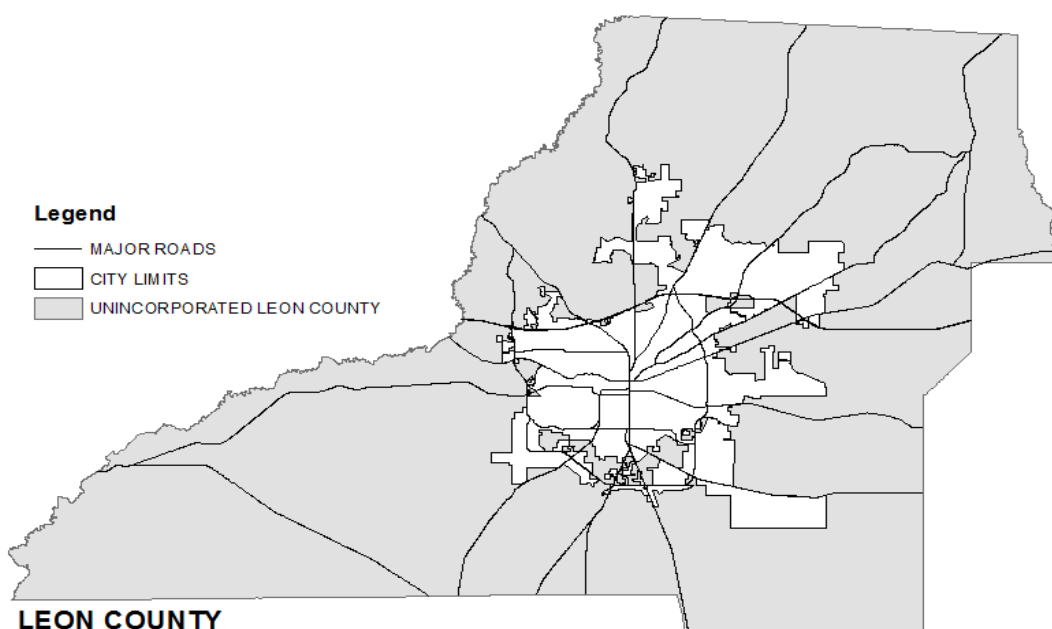 Legend
MAJOR ROADS
CITY LIMITS
UNINCORPORATED LEON COUNTY
LEON COUNTY